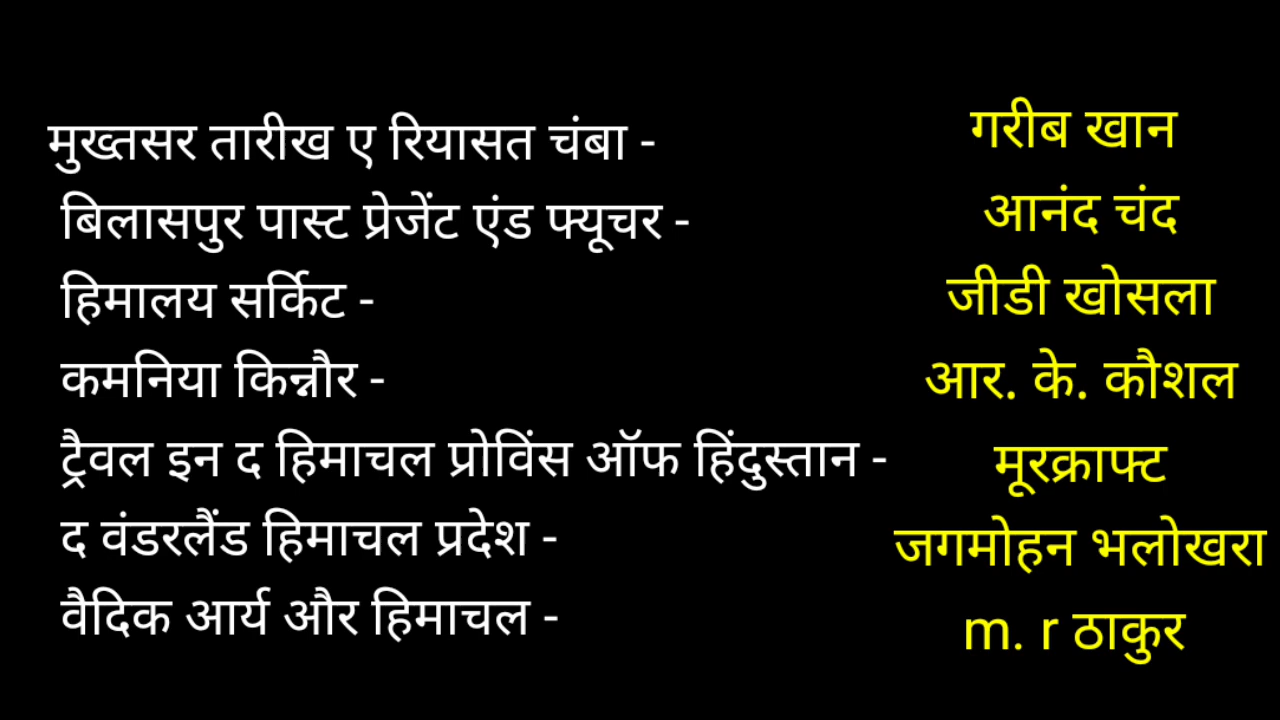 मुख्तसर तारीख ए रियासत चंबा - गरीब खान
बिलासपुर पास्ट प्रेजेंट एंड फ्यूचर - आनंद चंद
हिमालय सर्किट - जीडी खोसला
कमनिया किन्नौर - आर. के. कौशल
ट्रैवल इन द हिमाचल प्रोविंस ऑफ हिंदुस्तान - मूरक्राफ्ट
द वंडरलैंड हिमाचल प्रदेश - जगमोहन भलोखरा
वैदिक आर्य और हिमाचल - m. r ठाकुर